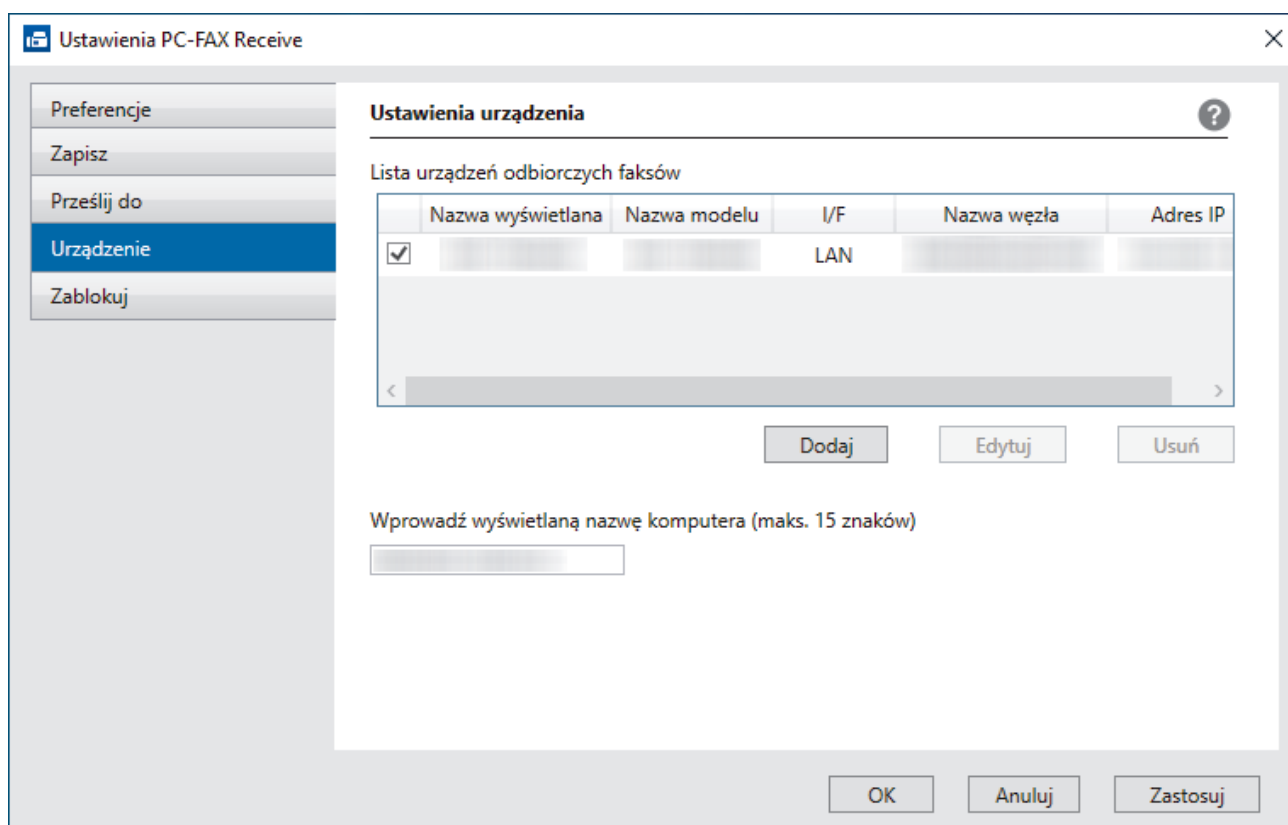 Ustawienia PC-FAX Receive
Preferencje
Zapisz
Prześlij do
Urządzenie
Zablokuj
Ustawienia urządzenia
?
Lista urządzeń odbiorczych faksów
Nazwa wyświetlana Nazwa modelu I/F Nazwa węzła Adres IP
LAN
Dodaj Edytuj Usuń
Wprowadź wyświetlaną nazwę komputera (maks. 15 znaków)
OK Anuluj Zastosuj